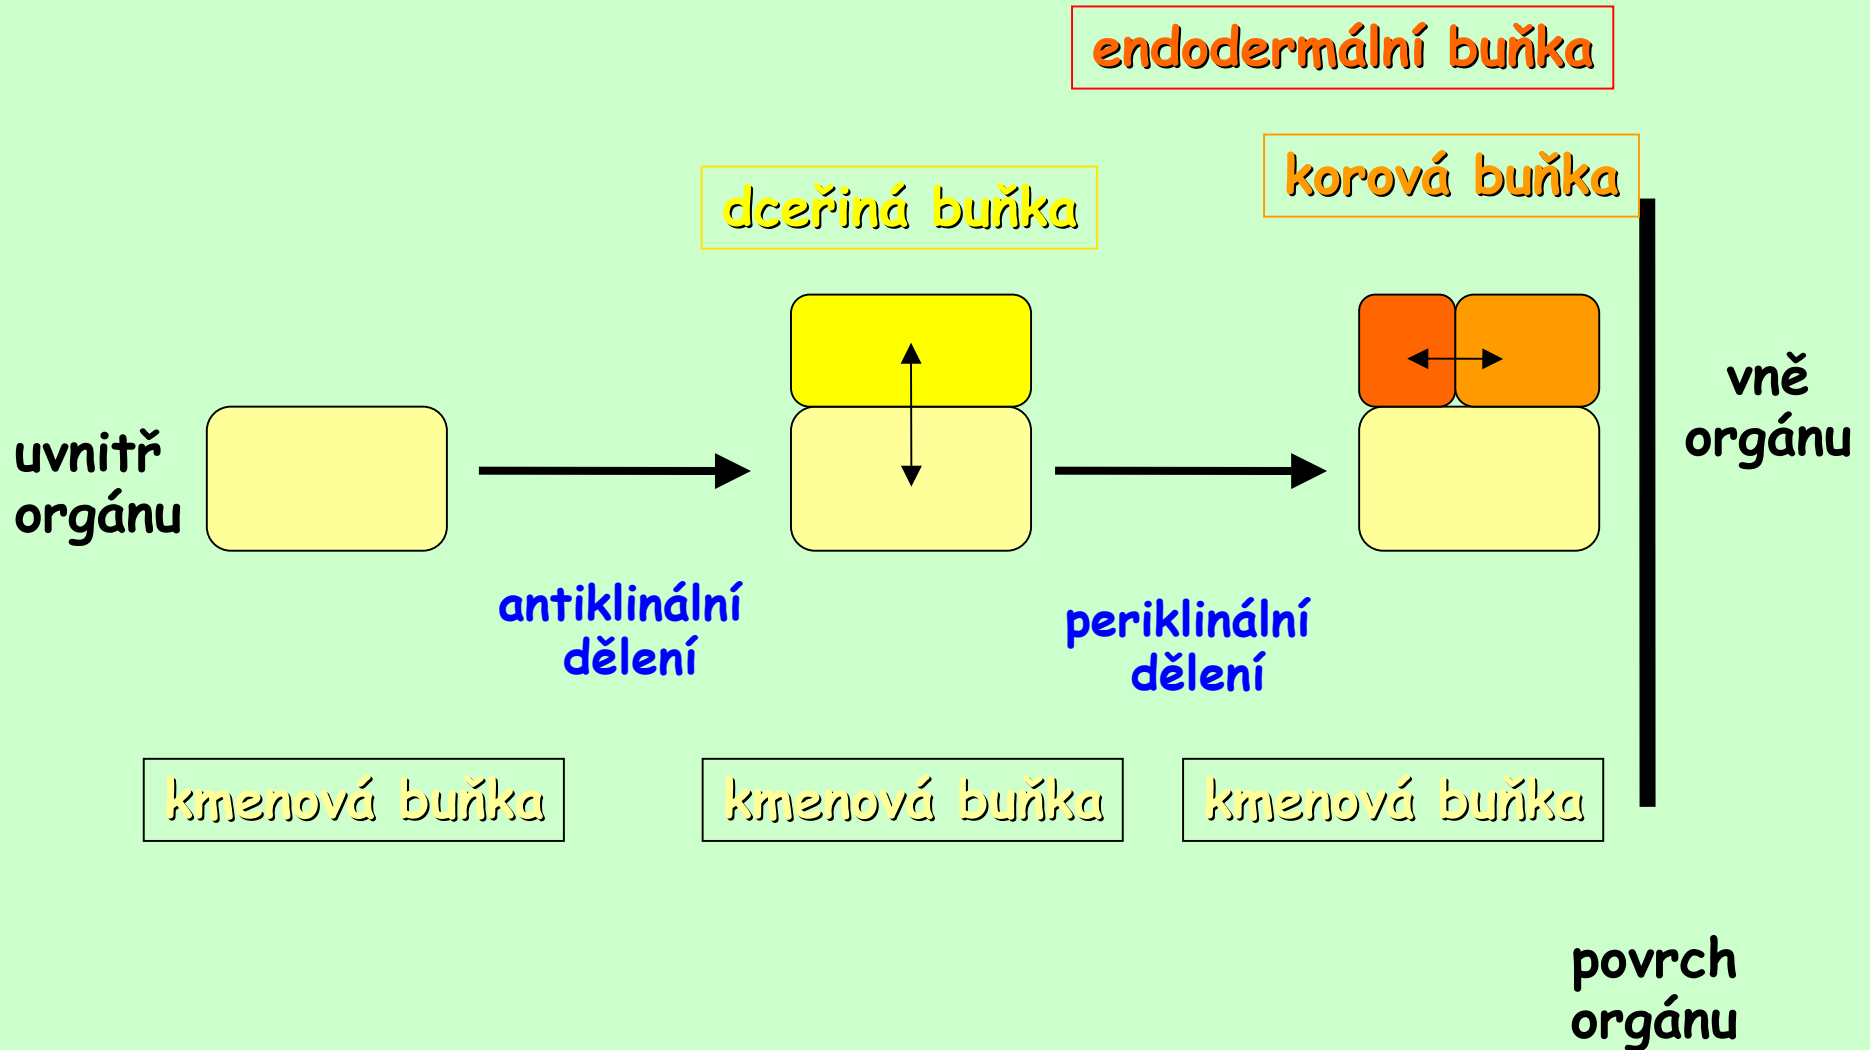 endodermální buňka
korová buňka
dceřiná buňka
vně
orgánu
uvnitř
orgánu
antiklinální
dělení
periklinální
dělení
kmenová buňka
kmenová buňka
kmenová buňka
povrch
orgánu